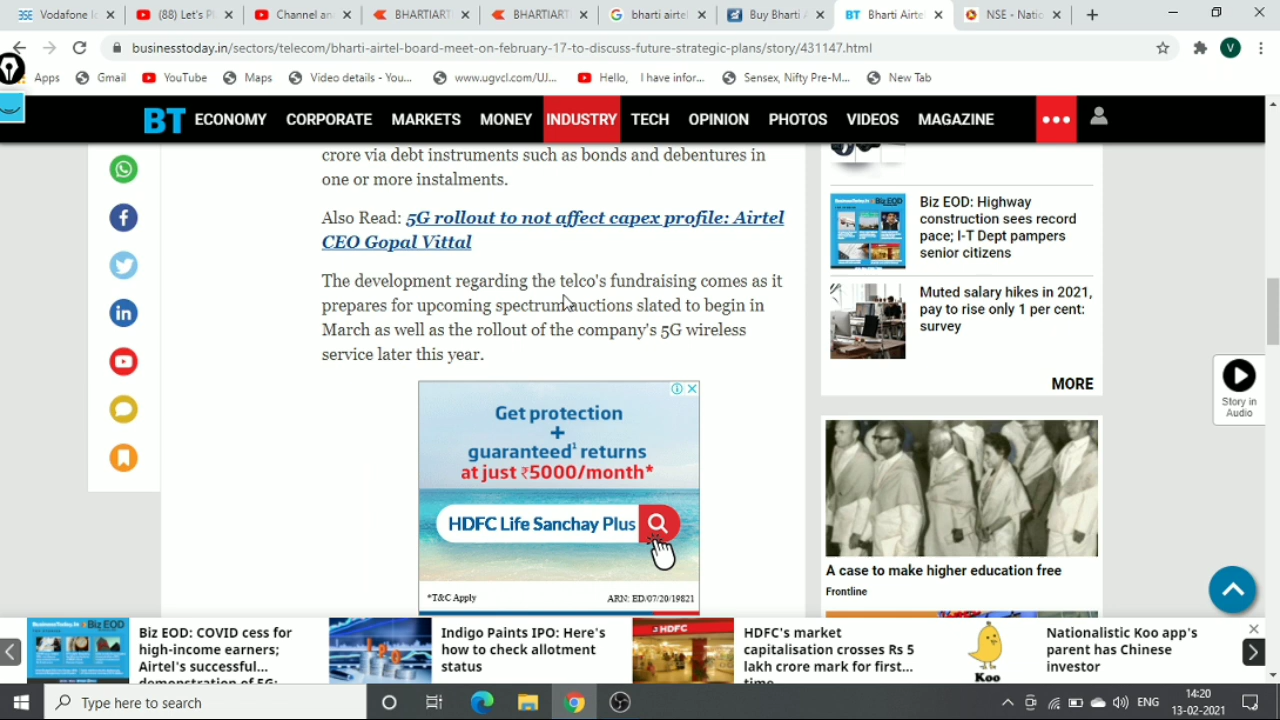 Vodafone Ic
(88) Let's Pl
Channel an
BHARTIART
BHARTIART
bharti airtel
Buy Bharti
BT Bharti Airte
NSE - Natio
V
businesstoday.in/sectors/telecom/bharti-airtel-board-meet-on-february-17-to-discuss-future-strategic-plans/story/431147.html
Apps
Gmail
YouTube
Maps
Video details - You...
www.ugvcl.com/UJ...
Hello, I have infor...
Sensex, Nifty Pre-M...
New Tab
BT ECONOMY CORPORATE MARKETS MONEY INDUSTRY TECH OPINION PHOTOS VIDEOS MAGAZINE
crore via debt instruments such as bonds and debentures in
one or more instalments.
Also Read: 5G rollout to not affect capex profile: Airtel
CEO Gopal Vittal
The development regarding the telco's fundraising comes as it
prepares for upcoming spectrum auctions slated to begin in
March as well as the rollout of the company's 5G wireless
service later this year.
Get protection
+
guaranteed¹ returns
at just ₹5000/month*
HDFC Life Sanchay Plus
*T&C Apply
ARN: ED/07/20/19821
Biz EOD: Highway
construction sees record
pace; I-T Dept pampers
senior citizens
Muted salary hikes in 2021,
pay to rise only 1 per cent:
survey
MORE
A case to make higher education free
Frontline
Story in
Audio
Biz EOD: COVID cess for
high-income earners;
Airtel's successful...
demonstration of 5G;
Indigo Paints IPO: Here's
how to check allotment
status
HDFC
HDFC's market
capitalisation crosses Rs 5
lakh crore mark for first...
time
Koo
Nationalistic Koo app's
parent has Chinese
investor
Type here to search
ENG
14:20
13-02-2021